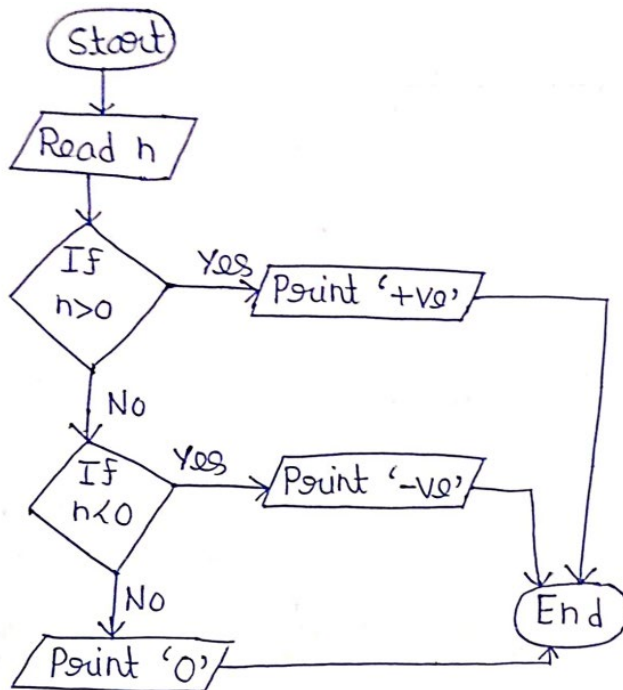 Start
Read n
If
n>0
Yes
Print '+ve'
No
If
n<0
Yes
Print '-ve'
No
Print '0'
End